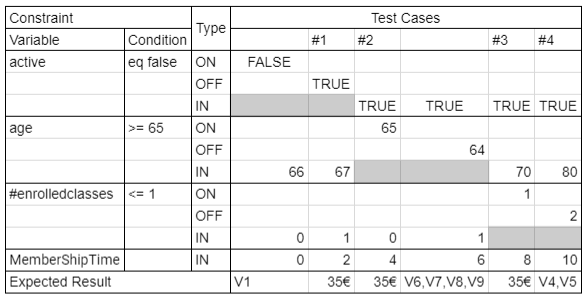 Constraint Type Test Cases
Variable Condition #1 #2 #3 #4
active eq false ON FALSE
OFF TRUE
IN TRUE TRUE TRUE TRUE
age >= 65 ON 65
OFF 64
IN 66 67 70 80
#enrolledclasses <= 1 ON 1
OFF 2
IN 0 1 0 1
MemberShipTime IN 0 2 4 6 8 10
Expected Result V1 35€ 35€ V6,V7,V8,V9 35€ V4,V5